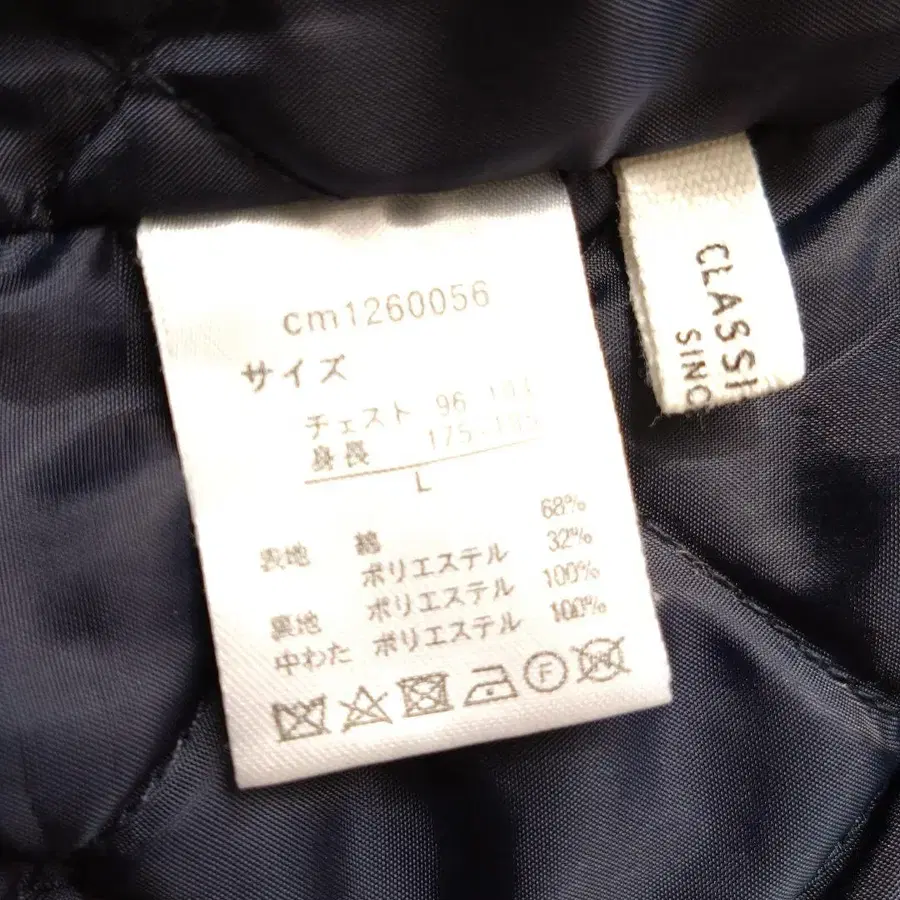 cm1260056
サイズ
チェスト 96
身長
L
表地 綿 68%
ポリエステル 32%
裏地 ポリエステル 100%
中わた ポリエステル 100%
F
W
CLASSI
SINC